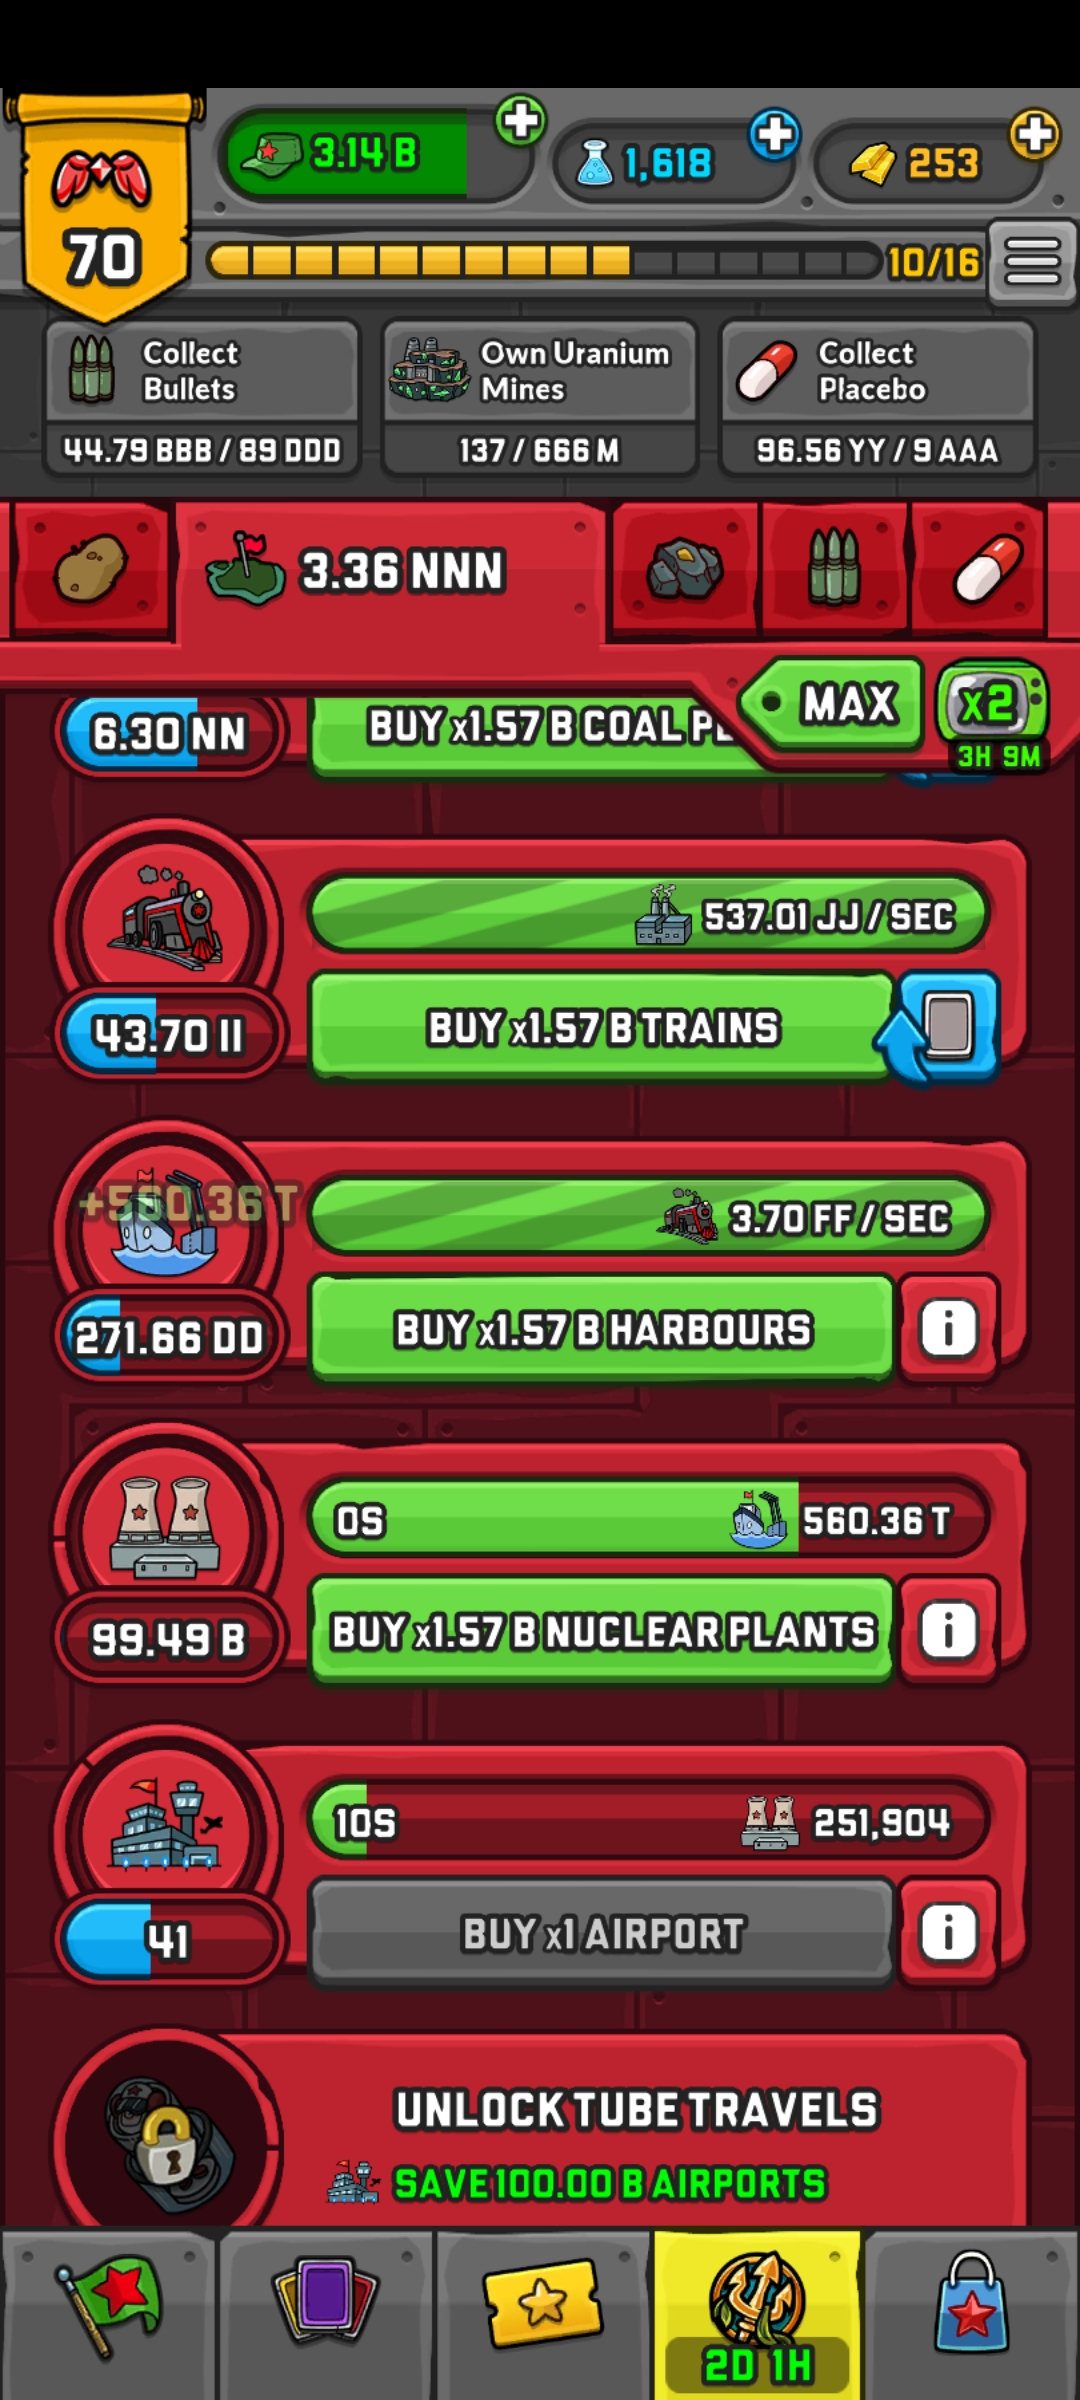 3.14 B
1,618
253
70
10/16
Collect
Bullets
44.79 BBB / 89 DDD
Own Uranium
Mines
137 / 666 M
Collect
Placebo
96.56 YY / 9 AAA
3.36 NNN
MAX
x2
3H 9M
6.30 NN
BUY x1.57 B COAL
537.01 JJ / SEC
43.70 II
BUY x1.57 B TRAINS
+560.36 T
3.70 FF / SEC
271.66 DD
BUY x1.57 B HARBOURS
i
0S
560.36 T
99.49 B
BUY x1.57 B NUCLEAR PLANTS
i
10S
251,904
41
BUY x1 AIRPORT
i
UNLOCK TUBE TRAVELS
SAVE 100.00 B AIRPORTS
2D 1H